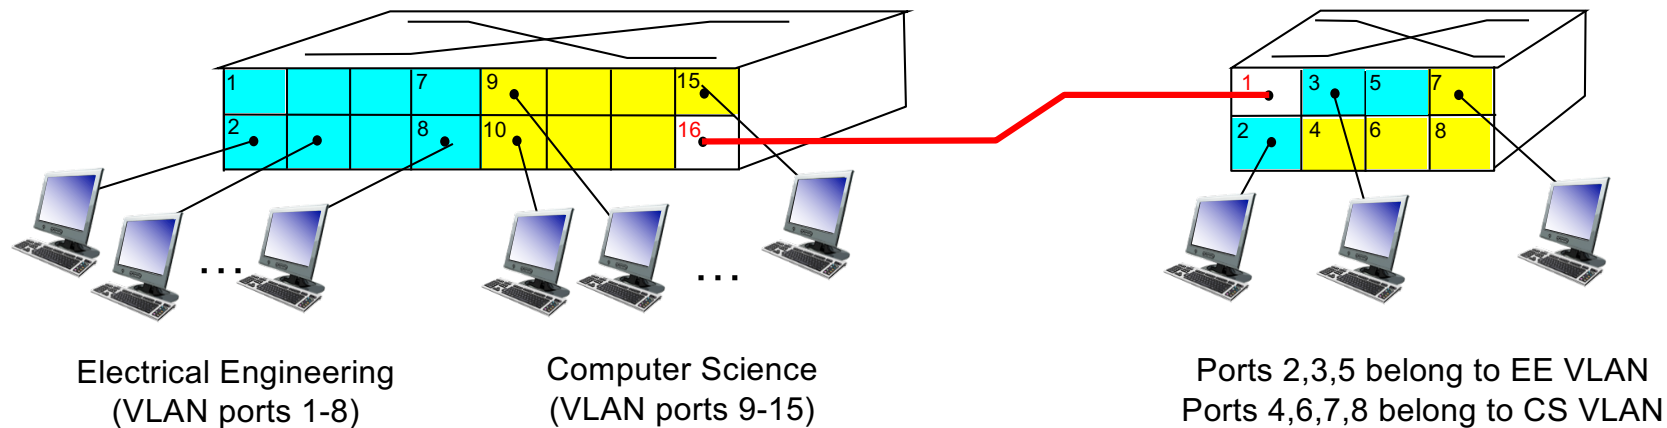 1 7 9 15
2 8 10 16
1 3 5 7
2 4 6 8
... ...
Electrical Engineering
(VLAN ports 1-8)
Computer Science
(VLAN ports 9-15)
Ports 2,3,5 belong to EE VLAN
Ports 4,6,7,8 belong to CS VLAN